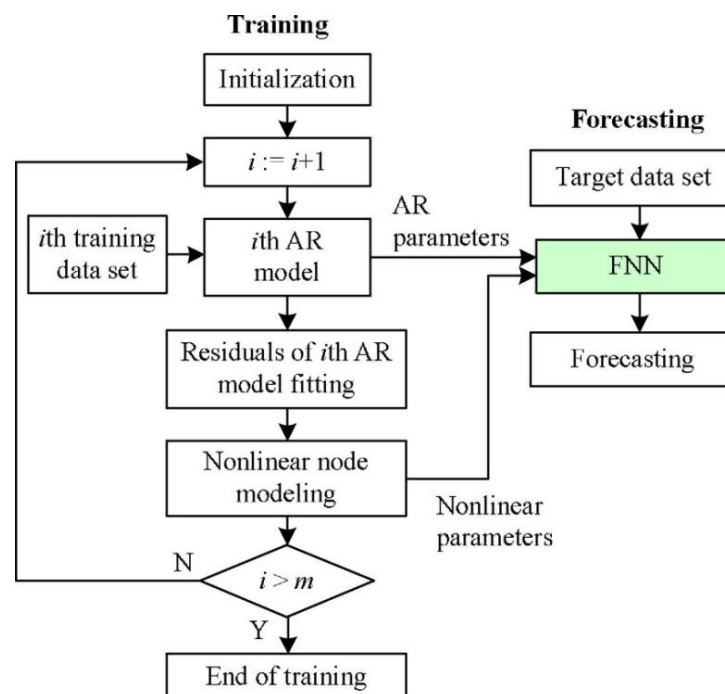 Training
Initialization
i := i+1
ith training
data set
ith AR
model
AR
parameters
Residuals of ith AR
model fitting
Nonlinear node
modeling
Nonlinear
parameters
N
i > m
Y
End of training
Forecasting
Target data set
FNN
Forecasting